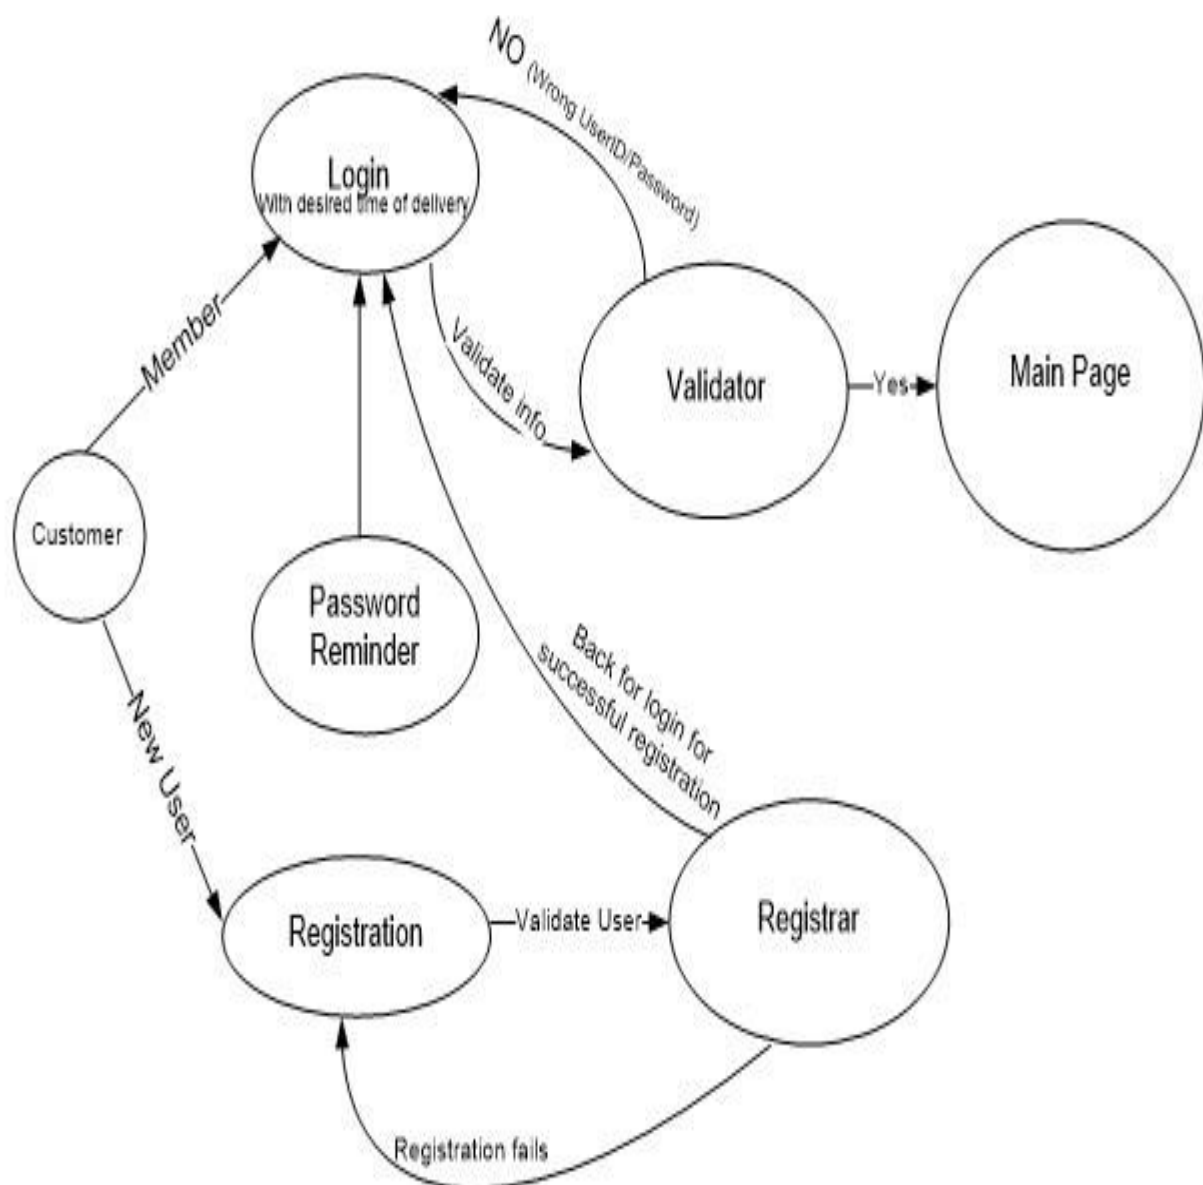 NO (Wrong UserID/Password)
Login
With desired time of delivery
Member
Validate info
Validator
Yes
Main Page
Customer
Password
Reminder
Back for login for
successful registration
New User
Registration
Validate User
Registrar
Registration fails